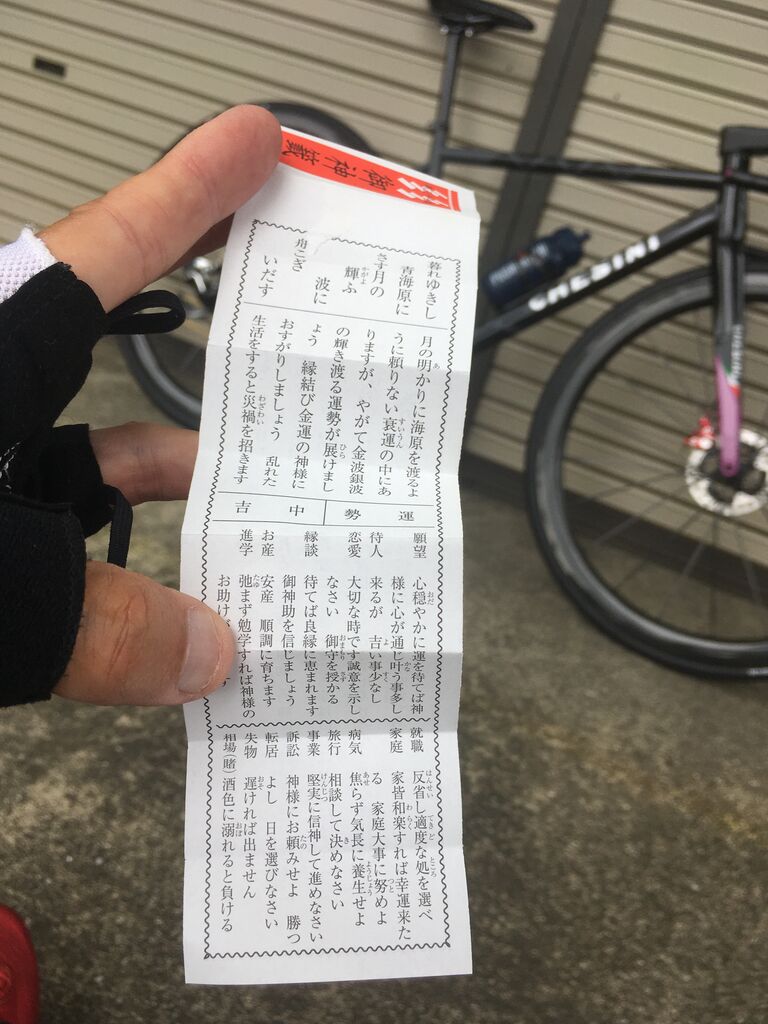 御神籤
暮れゆきし
青海原に
さす月の
輝ふ
波に
舟こぎ
いだす
月の明かりに海原を渡るよ
うに頼りない衰運の中にあ
りますが、やがて金波銀波
の輝き渡る運勢が展けまし
ょう 縁結び金運の神様に
おすがりしましょう 乱れた
生活をすると災禍を招きます
運勢
中吉
願望 心穏やかに運を待てば神
様に心が通じ叶う事多し
待人 来るが 吉い事少なし
恋愛 大切な時です誠意を示し
なさい 御守を授かる
縁談 待てば良縁に恵まれます
御神助を信じましょう
お産 安産 順調に育ちます
進学 弛まず勉学すれば神様の
お助けが
す
就職 反省し適度な処を選べ
家庭 家皆和楽すれば幸運来た
る 家庭大事に努めよ
病気 焦らず気長に養生せよ
旅行 相談して決めなさい
事業 堅実に信神して進めなさい
訴訟 神様にお頼みせよ 勝つ
転居 よし 日を選びなさい
失物 遅ければ出ません
相場(賭) 酒色に溺れると負ける
CHESINI